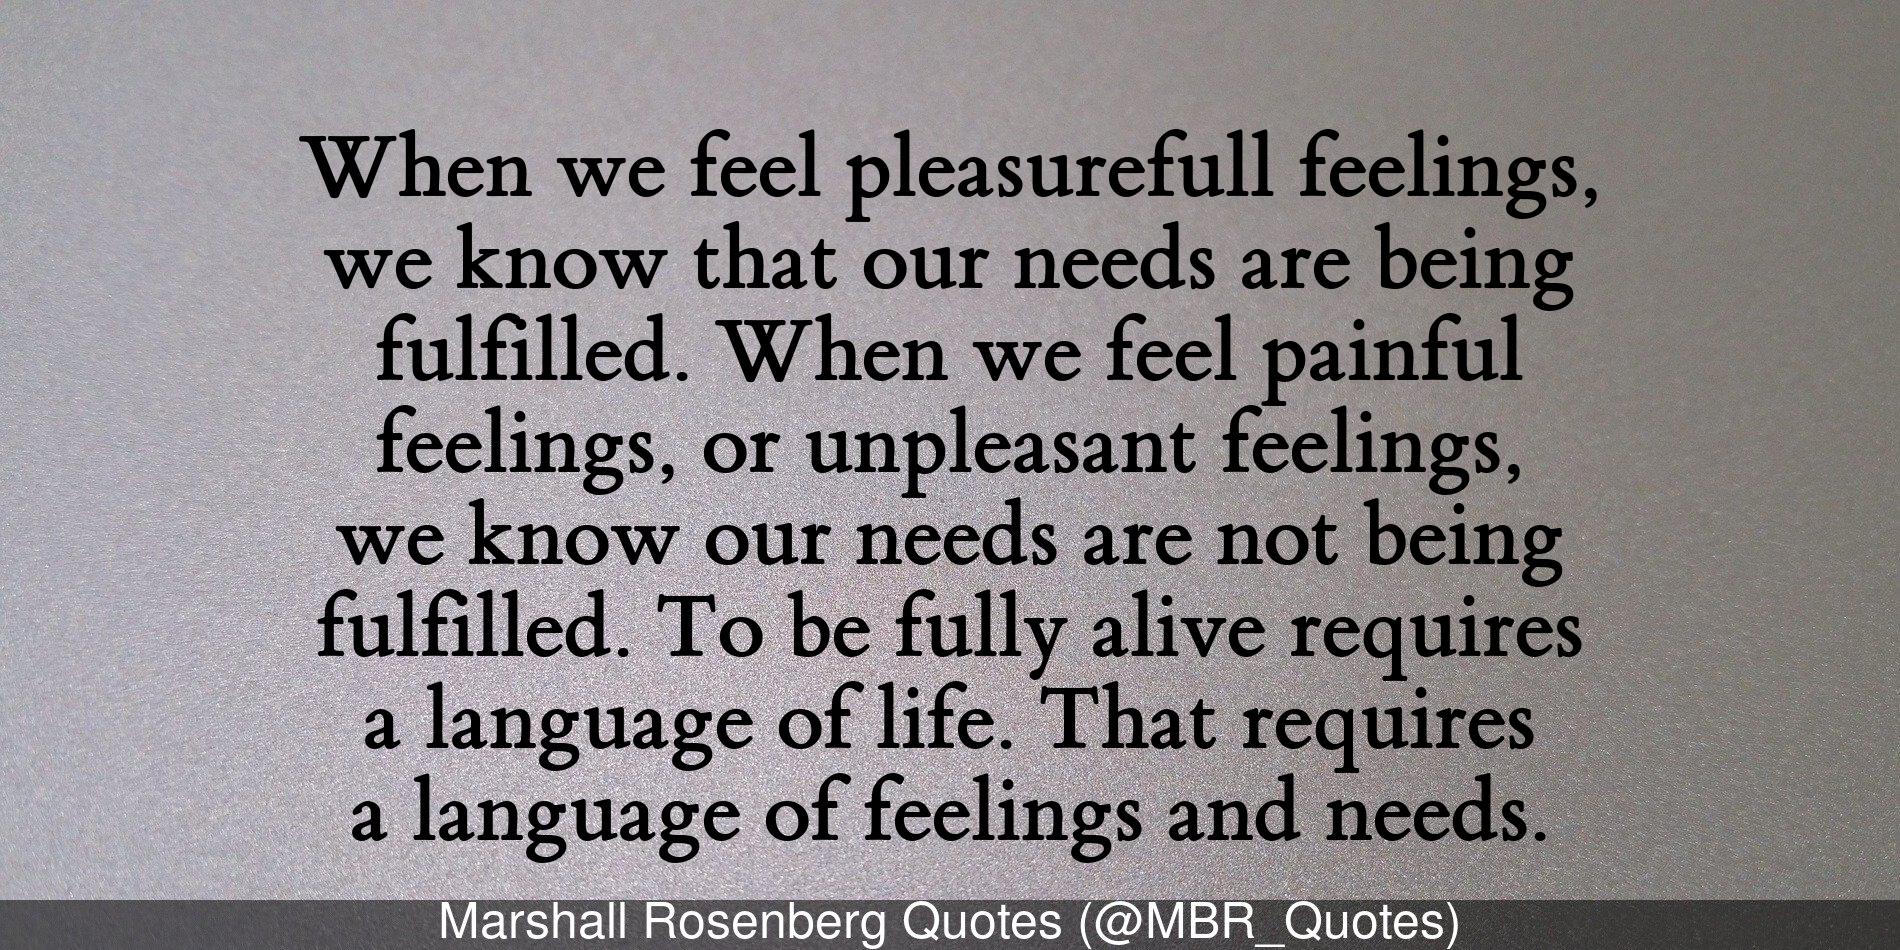 When we feel pleasurefull feelings,
we know that our needs are being
fulfilled. When we feel painful
feelings, or unpleasant feelings,
we know our needs are not being
fulfilled. To be fully alive requires
a language of life. That requires
a language of feelings and needs.
Marshall Rosenberg Quotes (@MBR_Quotes)